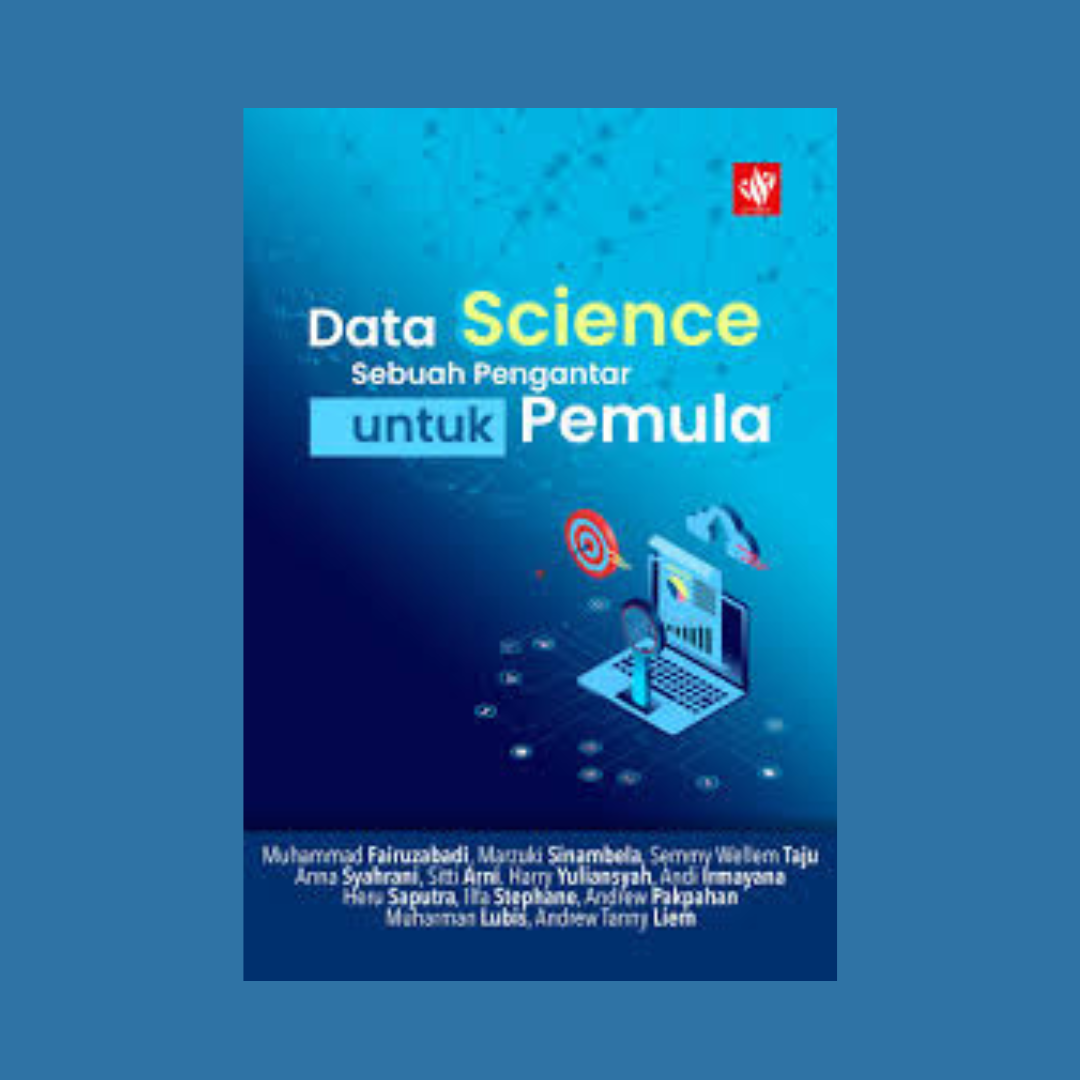 Data Science
Sebuah Pengantar
untuk Pemula
Muhammad Fairuzabadi, Marzuki Sinambela, Semmy Wellem Taju
Anna Syahrani, Sitti Arni, Harry Yuliansyah, Andi Irmayana
Heru Saputra, Ilfa Stephane, Andrew Pakpahan
Muharman Lubis, Andrew Tanny Liem